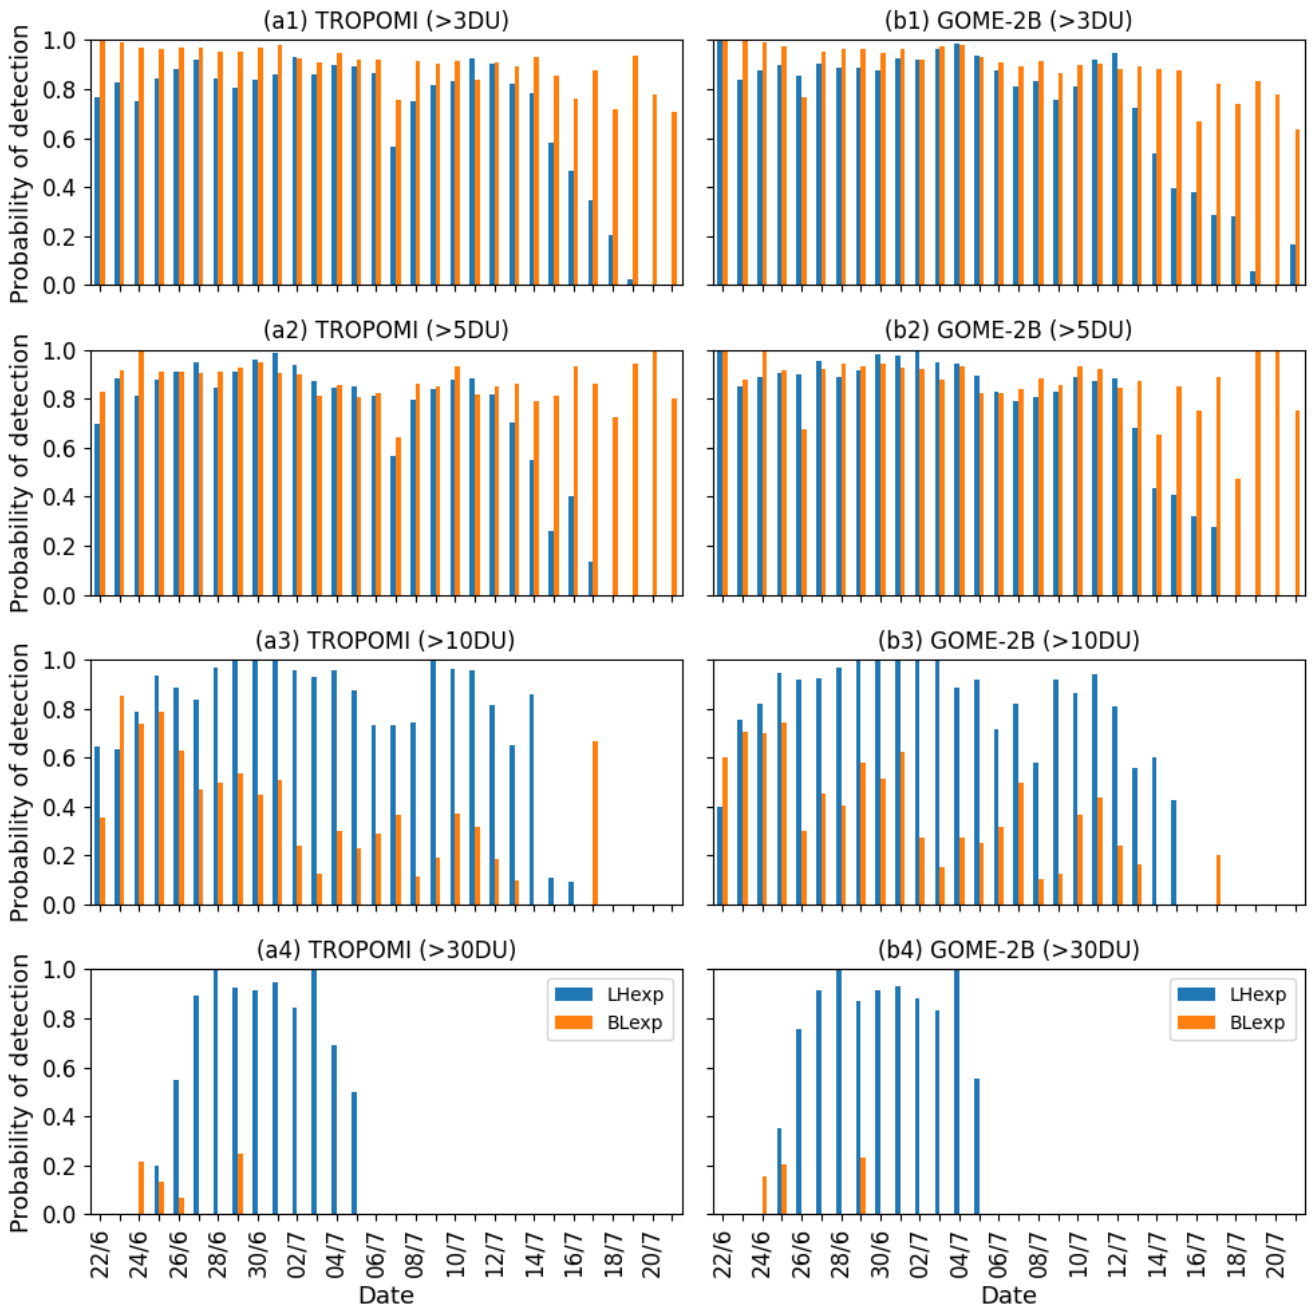 (a1) TROPOMI (>3DU)
(b1) GOME-2B (>3DU)
Probability of detection
1.0
0.8
0.6
0.4
0.2
0.0
(a2) TROPOMI (>5DU)
(b2) GOME-2B (>5DU)
Probability of detection
1.0
0.8
0.6
0.4
0.2
0.0
(a3) TROPOMI (>10DU)
(b3) GOME-2B (>10DU)
Probability of detection
1.0
0.8
0.6
0.4
0.2
0.0
(a4) TROPOMI (>30DU)
(b4) GOME-2B (>30DU)
Probability of detection
1.0
0.8
0.6
0.4
0.2
0.0
LHexp
BLexp
LHexp
BLexp
22/6 24/6 26/6 28/6 30/6 02/7 04/7 06/7 08/7 10/7 12/7 14/7 16/7 18/7 20/7
22/6 24/6 26/6 28/6 30/6 02/7 04/7 06/7 08/7 10/7 12/7 14/7 16/7 18/7 20/7
Date
Date